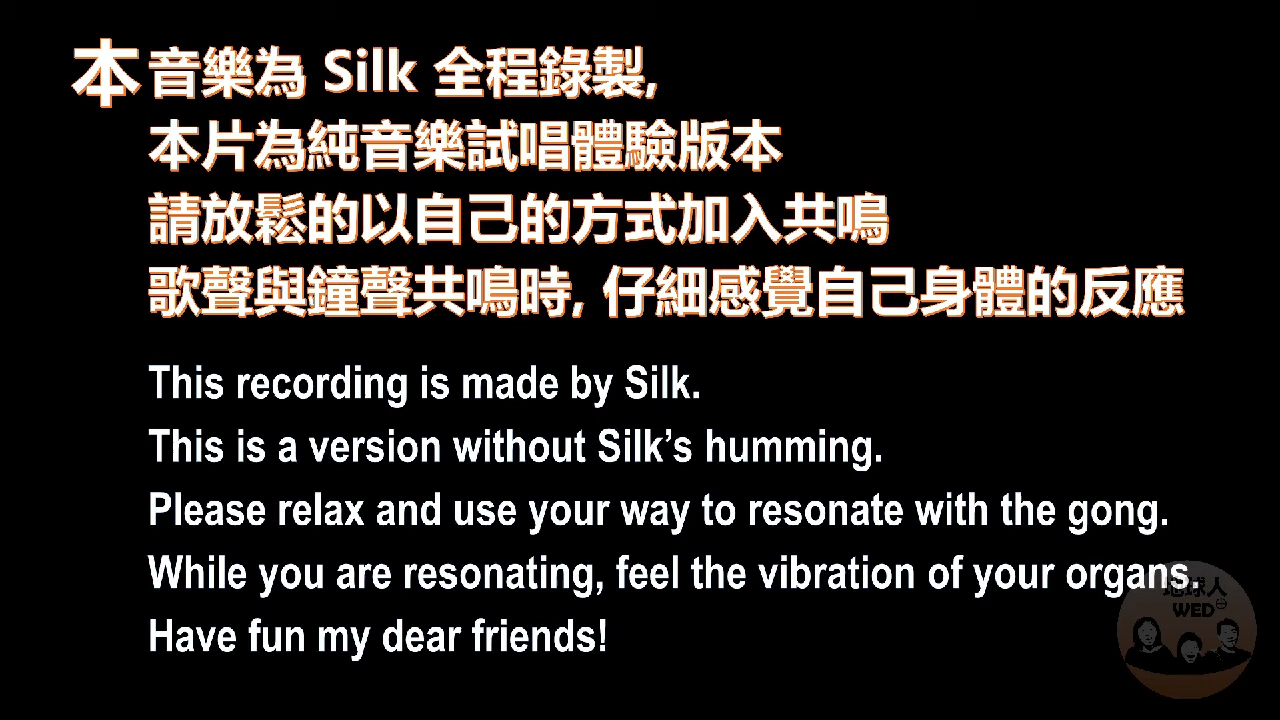 本音樂為 Silk 全程錄製,
本片為純音樂試唱體驗版本
請放鬆的以自己的方式加入共鳴
歌聲與鐘聲共鳴時, 仔細感覺自己身體的反應
This recording is made by Silk.
This is a version without Silk’s humming.
Please relax and use your way to resonate with the gong.
While you are resonating, feel the vibration of your organs.
Have fun my dear friends!
地球人
WED